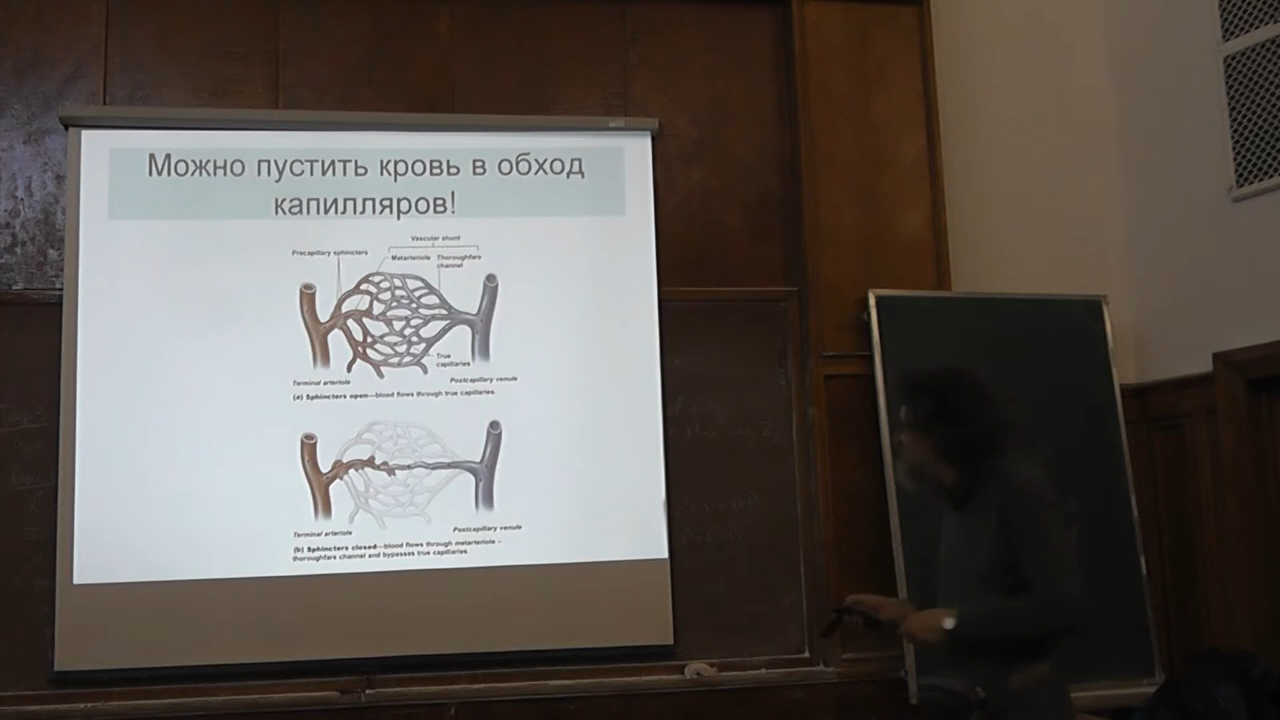 Можно пустить кровь в обход
капилляров!
Vascular shunt
Precapillary sphincters
Metarteriole Thoroughfare
channel
True
capillaries
Terminal arteriole
Postcapillary venule
(a) Sphincters open—blood flows through true capillaries.
Terminal arteriole
Postcapillary venule
(b) Sphincters closed—blood flows through metarteriole –
thoroughfare channel and bypasses true capillaries.